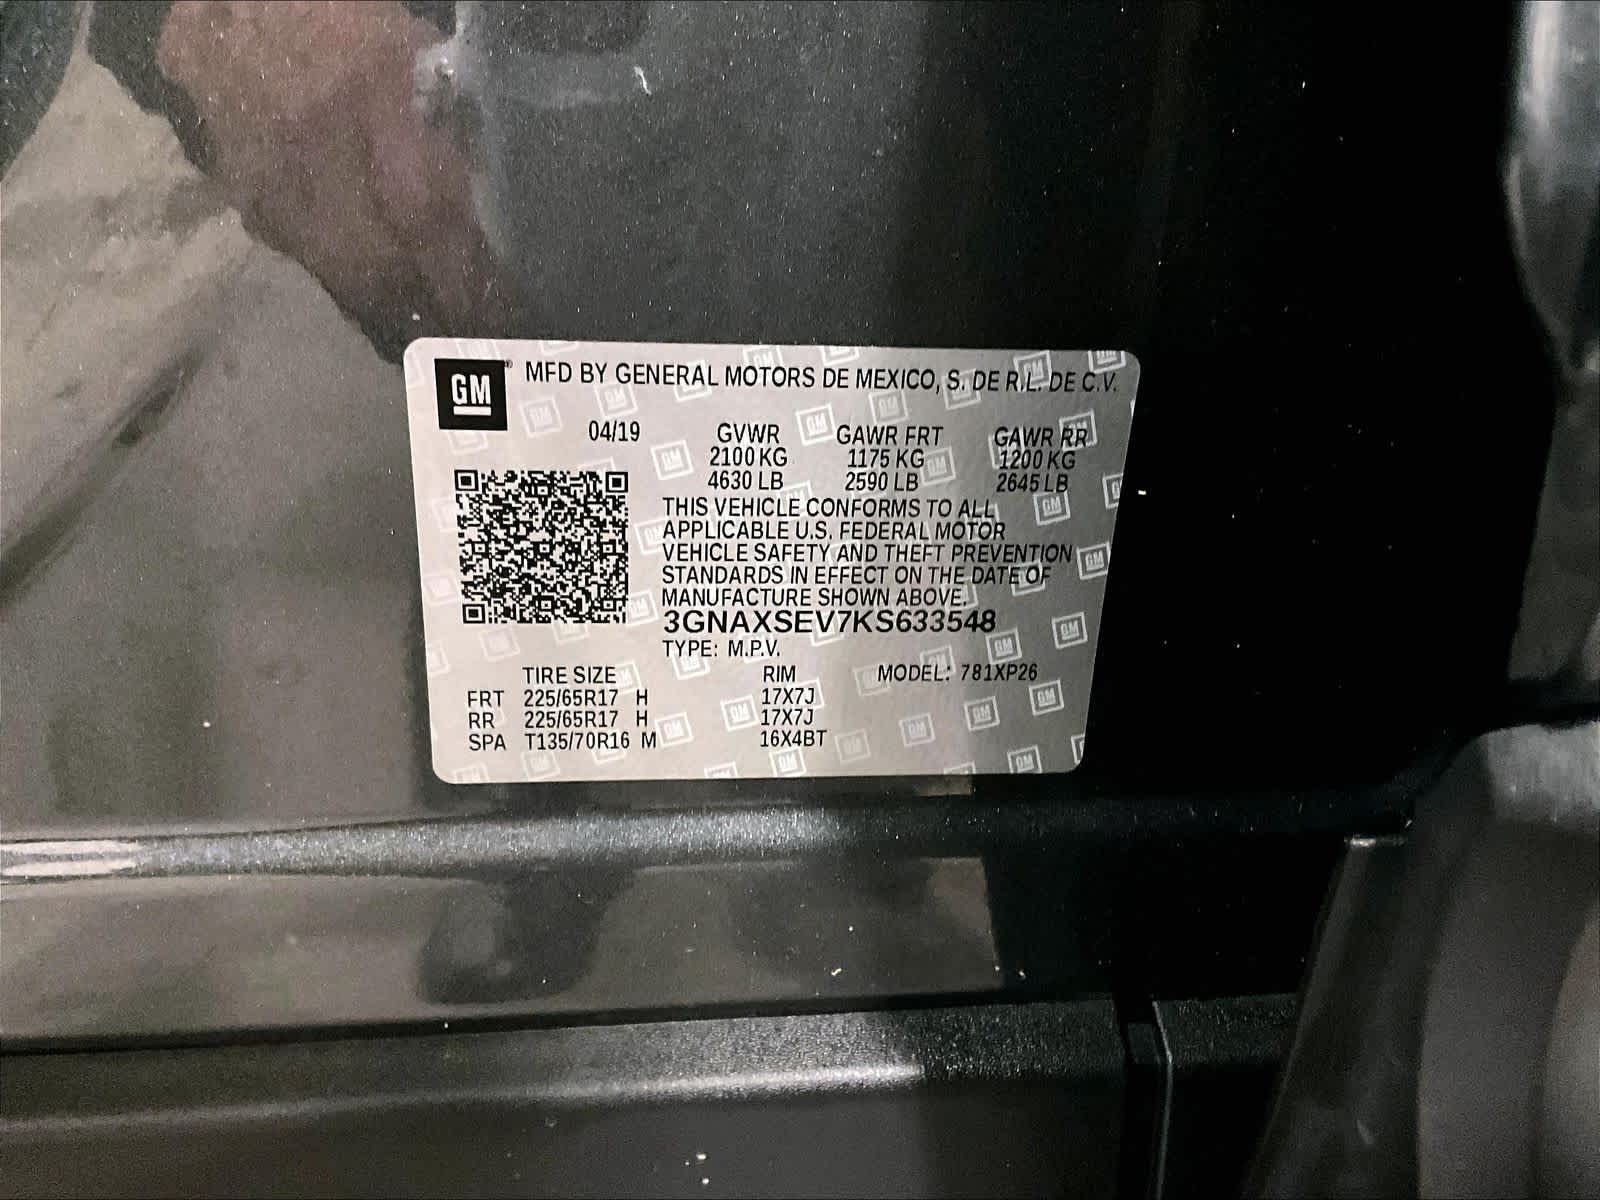 GM MFD BY GENERAL MOTORS DE MEXICO, S. DE R.L. DE C.V.
04/19 GVWR GAWR FRT GAWR RR
2100 KG 1175 KG 1200 KG
4630 LB 2590 LB 2645 LB
THIS VEHICLE CONFORMS TO ALL
APPLICABLE U.S. FEDERAL MOTOR
VEHICLE SAFETY AND THEFT PREVENTION
STANDARDS IN EFFECT ON THE DATE OF
MANUFACTURE SHOWN ABOVE.
3GNAXSEV7KS633548
TYPE: M.P.V.
TIRE SIZE RIM MODEL: 781XP26
FRT 225/65R17 H 17X7J
RR 225/65R17 H 17X7J
SPA T135/70R16 M 16X4BT